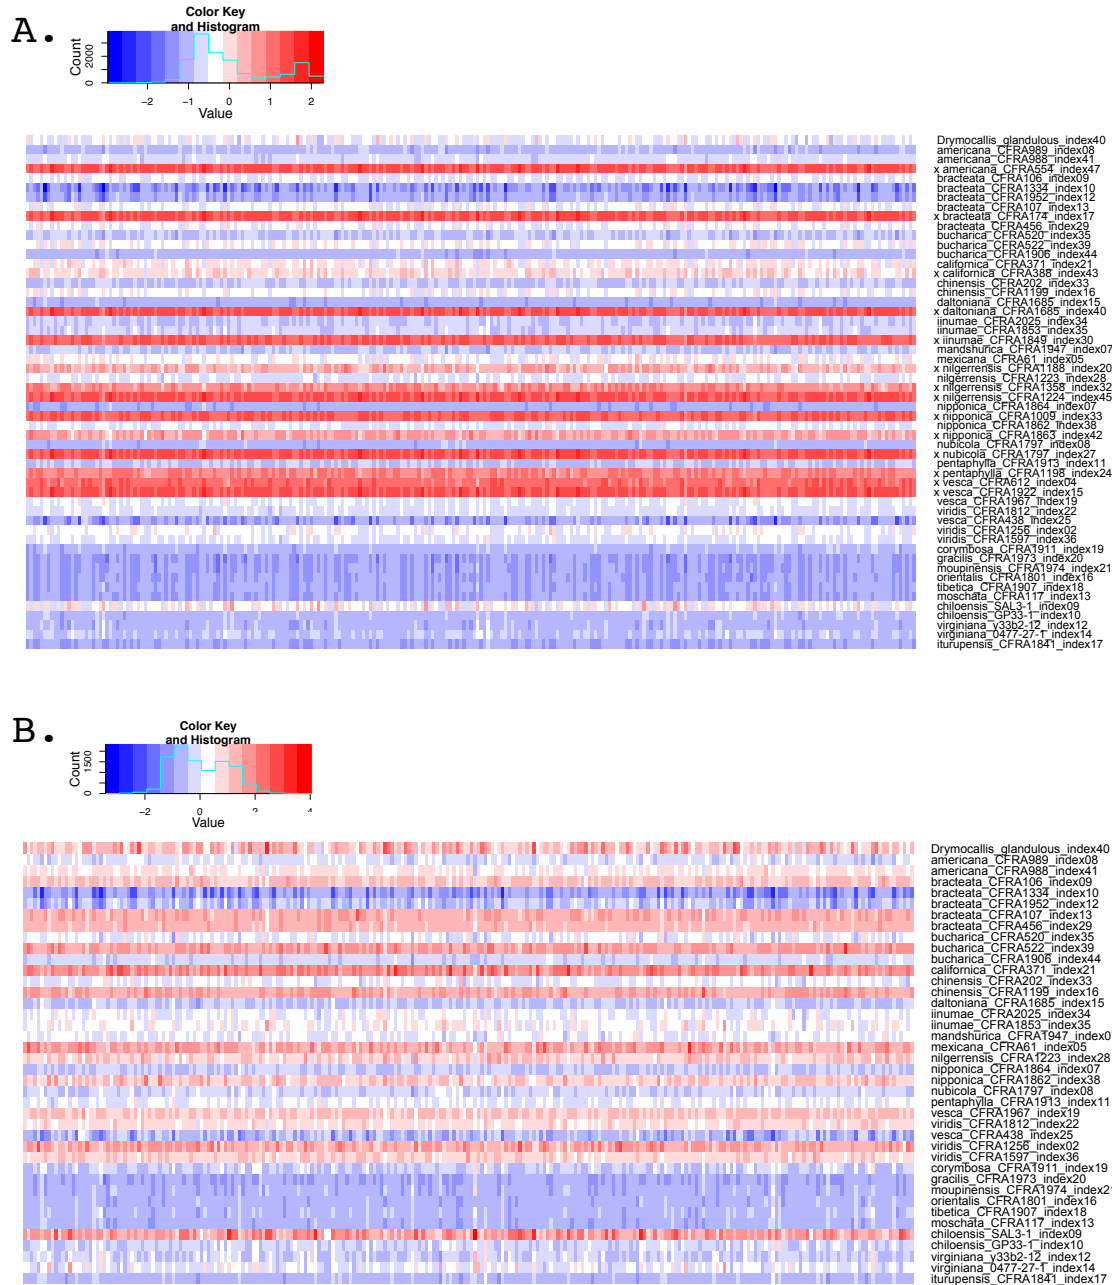 A.
Color Key
and Histogram
Count
0 2000
−2 −1 0 1 2
Value
Drymocallis_glandulous_index40
americana_CFRA989_index08
americana_CFRA988_index41
x americana_CFRA554_index47
bracteata_CFRA106_index09
bracteata_CFRA1334_index10
bracteata_CFRA1952_index12
bracteata_CFRA107_index13
x bracteata_CFRA174_index17
bracteata_CFRA456_index29
bucharica_CFRA520_index35
bucharica_CFRA522_index39
bucharica_CFRA1906_index44
californica_CFRA371_index21
x californica_CFRA388_index43
chinensis_CFRA202_index33
chinensis_CFRA1199_index16
daltoniana_CFRA1685_index15
x daltoniana_CFRA1685_index40
iinumae_CFRA2025_index34
iinumae_CFRA1853_index35
x iinumae_CFRA1849_index30
mandshurica_CFRA1947_index07
mexicana_CFRA61_index05
x nilgerrensis_CFRA1188_index20
nilgerrensis_CFRA1223_index28
x nilgerrensis_CFRA1358_index32
x nilgerrensis_CFRA1224_index45
nipponica_CFRA1864_index07
x nipponica_CFRA1009_index33
nipponica_CFRA1862_index38
x nipponica_CFRA1863_index42
nubicola_CFRA1797_index08
x nubicola_CFRA1797_index27
pentaphylla_CFRA1913_index11
x pentaphylla_CFRA1198_index24
x vesca_CFRA612_index04
x vesca_CFRA1922_index15
vesca_CFRA1967_index19
viridis_CFRA1812_index22
vesca_CFRA438_index25
viridis_CFRA1256_index02
viridis_CFRA1597_index36
corymbosa_CFRA1911_index19
gracilis_CFRA1973_index20
moupinensis_CFRA1974_index21
orientalis_CFRA1801_index16
tibetica_CFRA1907_index18
moschata_CFRA117_index13
chiloensis_SAL3-1_index09
chiloensis_GP33-1_index10
virginiana_y33b2-12_index12
virginiana_0477-27-1_index14
iturupensis_CFRA1841_index17
B.
Color Key
and Histogram
Count
0 1500
−2 0 2 4
Value
Drymocallis_glandulous_index40
americana_CFRA989_index08
americana_CFRA988_index41
bracteata_CFRA106_index09
bracteata_CFRA1334_index10
bracteata_CFRA1952_index12
bracteata_CFRA107_index13
bracteata_CFRA456_index29
bucharica_CFRA520_index35
bucharica_CFRA522_index39
bucharica_CFRA1906_index44
californica_CFRA371_index21
chinensis_CFRA202_index33
chinensis_CFRA1199_index16
daltoniana_CFRA1685_index15
iinumae_CFRA2025_index34
iinumae_CFRA1853_index35
mandshurica_CFRA1947_index0
mexicana_CFRA61_index05
nilgerrensis_CFRA1223_index28
nipponica_CFRA1864_index07
nipponica_CFRA1862_index38
nubicola_CFRA1797_index08
pentaphylla_CFRA1913_index11
vesca_CFRA1967_index19
viridis_CFRA1812_index22
vesca_CFRA438_index25
viridis_CFRA1256_index02
viridis_CFRA1597_index36
corymbosa_CFRA1911_index19
gracilis_CFRA1973_index20
moupinensis_CFRA1974_index2
orientalis_CFRA1801_index16
tibetica_CFRA1907_index18
moschata_CFRA117_index13
chiloensis_SAL3-1_index09
chiloensis_GP33-1_index10
virginiana_y33b2-12_index12
virginiana_0477-27-1_index14
iturupensis_CFRA1841_index17